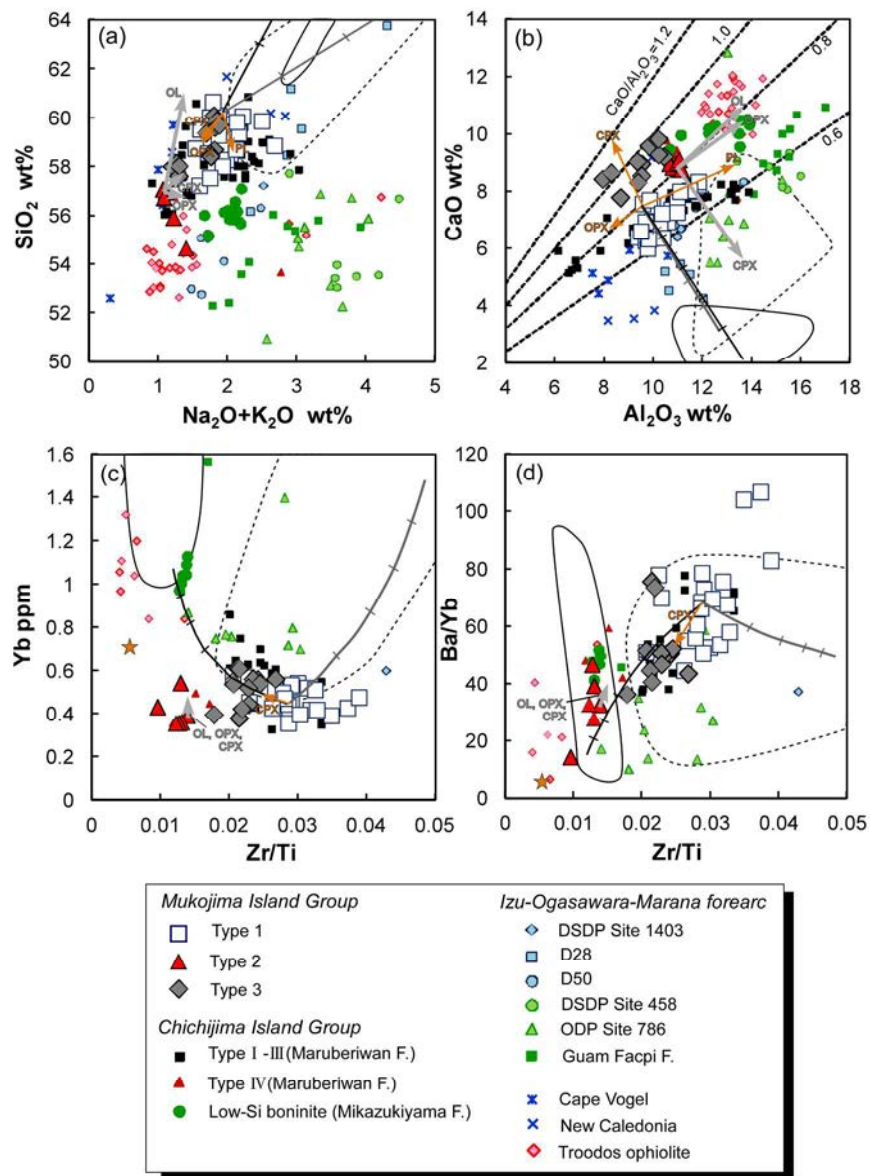 (a)
64
62
60
58
56
54
52
50
SiO2 wt%
OL
CPX
OPX
PL
CPX
OPX
0 1 2 3 4 5
Na2O+K2O wt%
(b)
14
12
10
8
6
4
2
CaO wt%
CaO/Al2O3=1.2
1.0
0.8
0.6
CPX
OL
OPX
PL
OPX
CPX
4 6 8 10 12 14 16 18
Al2O3 wt%
(c)
1.6
1.4
1.2
1.0
0.8
0.6
0.4
0.2
0
Yb ppm
CPX
OL, OPX,
CPX
0 0.01 0.02 0.03 0.04 0.05
Zr/Ti
(d)
120
100
80
60
40
20
0
Ba/Yb
CPX
OL, OPX,
CPX
0 0.01 0.02 0.03 0.04 0.05
Zr/Ti
Mukojima Island Group
Type 1
Type 2
Type 3
Chichijima Island Group
Type I -III(Maruberiwan F.)
Type IV(Maruberiwan F.)
Low-Si boninite (Mikazukiyama F.)
Izu-Ogasawara-Marana forearc
DSDP Site 1403
D28
D50
DSDP Site 458
ODP Site 786
Guam Facpi F.
Cape Vogel
New Caledonia
Troodos ophiolite